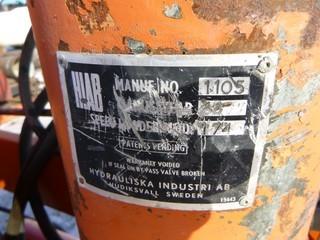 HIAB
MANUF. NO. 1105
PATENTS PENDING
WARRANTY VOIDED
IF SEAL ON BY-PASS VALVE BROKEN
HYDRAULISKA INDUSTRI AB
HUDIKSVALL SWEDEN